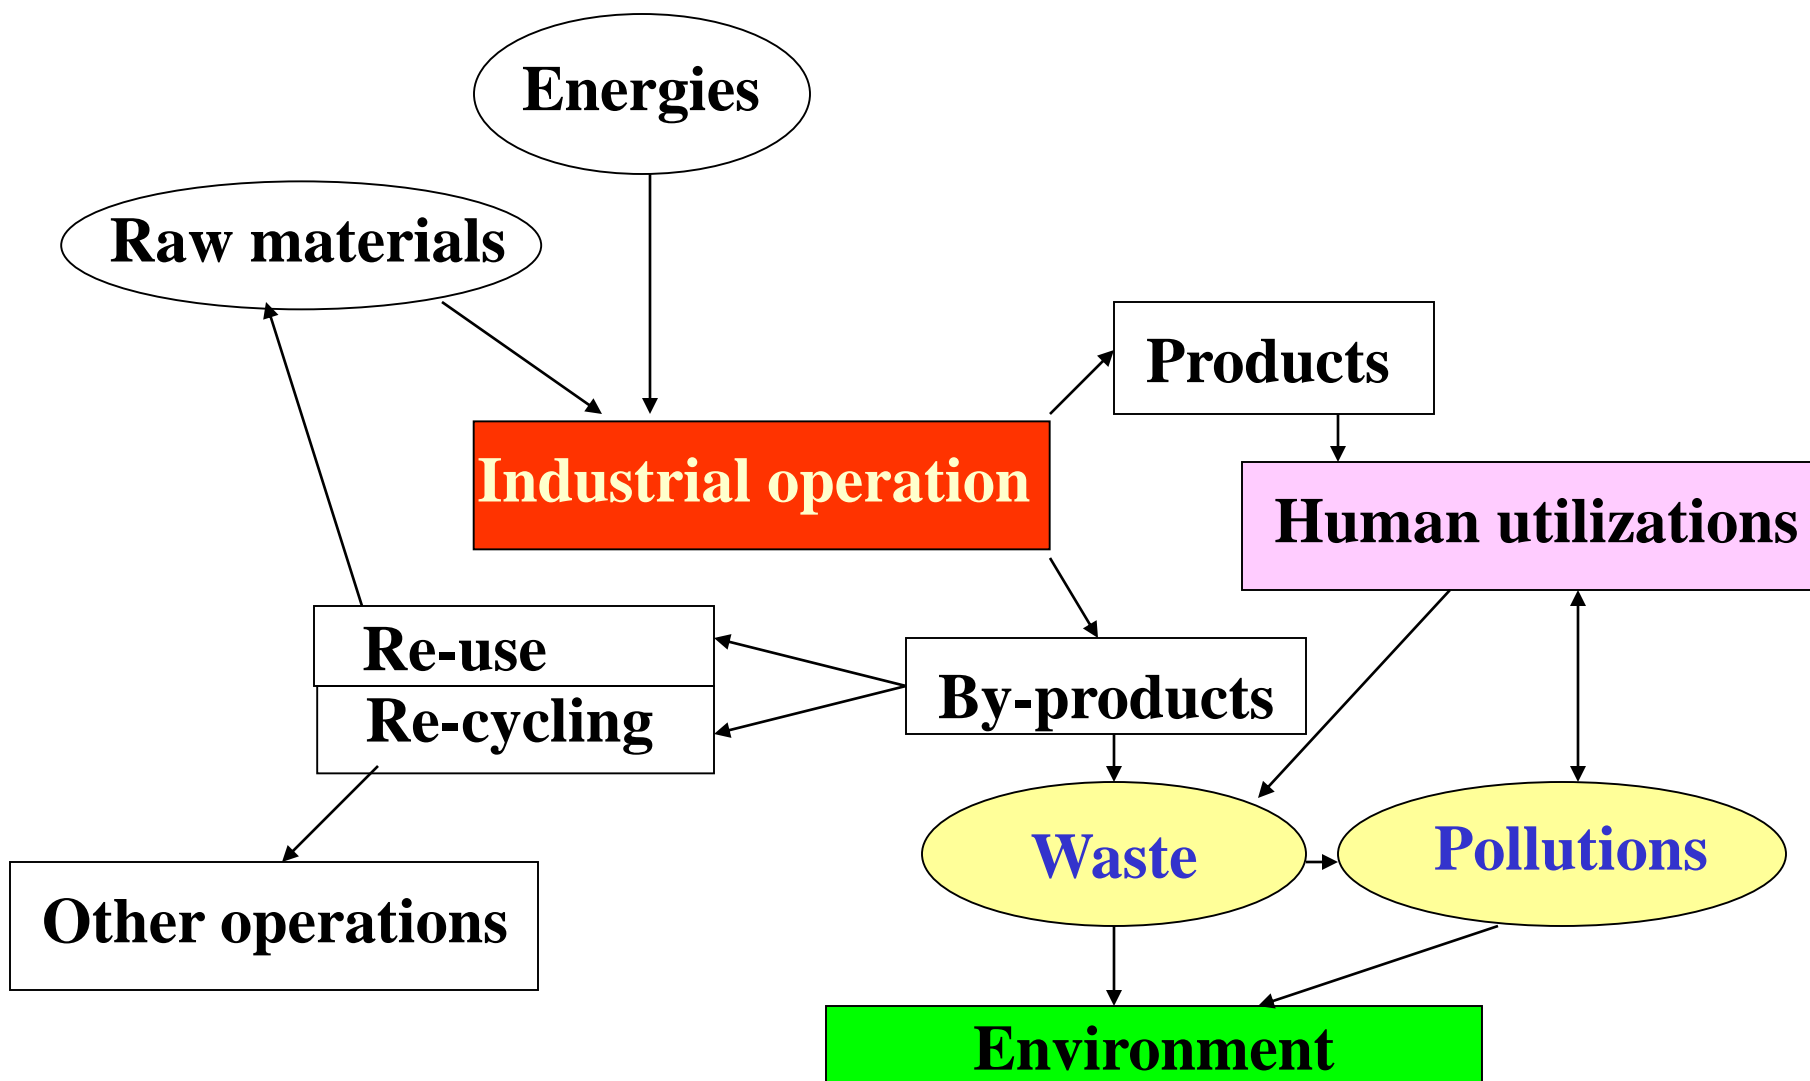 Energies
Raw materials
Products
Industrial operation
Human utilizations
Re-use
By-products
Re-cycling
Waste
Pollutions
Other operations
Environment